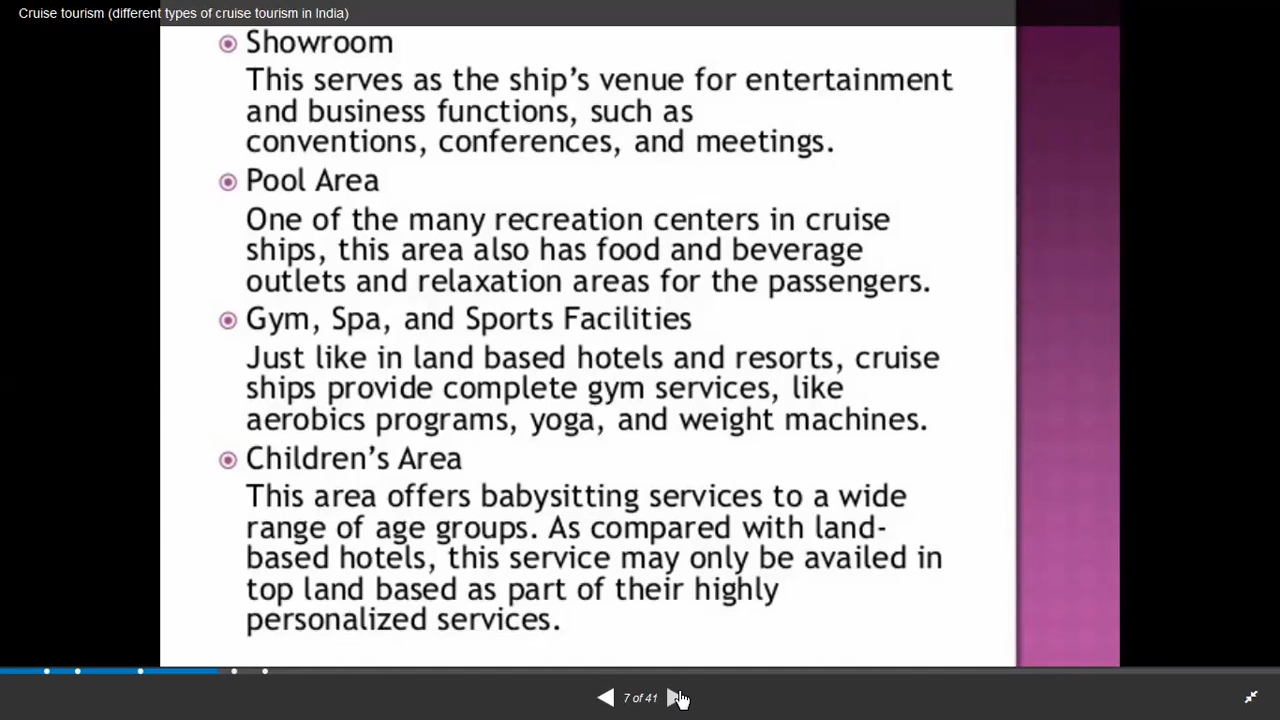 Cruise tourism (different types of cruise tourism in India)
Showroom
This serves as the ship's venue for entertainment
and business functions, such as
conventions, conferences, and meetings.
Pool Area
One of the many recreation centers in cruise
ships, this area also has food and beverage
outlets and relaxation areas for the passengers.
Gym, Spa, and Sports Facilities
Just like in land based hotels and resorts, cruise
ships provide complete gym services, like
aerobics programs, yoga, and weight machines.
Children's Area
This area offers babysitting services to a wide
range of age groups. As compared with land-
based hotels, this service may only be availed in
top land based as part of their highly
personalized services.
7 of 41